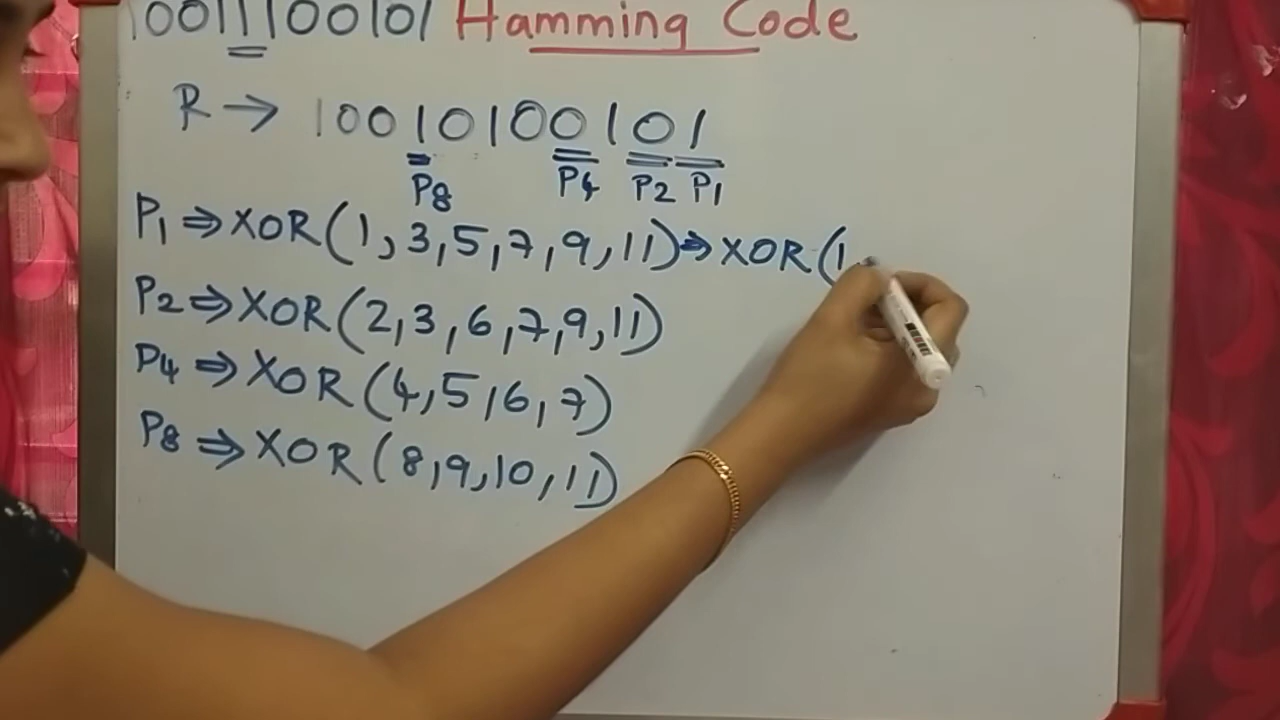 10011100101 Hamming Code
R → 10010100101
P8 P4 P2 P1
P1 ⇒ XOR(1,3,5,7,9,11) ⇒ XOR(1
P2 ⇒ XOR(2,3,6,7,9,11)
P4 ⇒ XOR(4,5,6,7)
P8 ⇒ XOR(8,9,10,11)